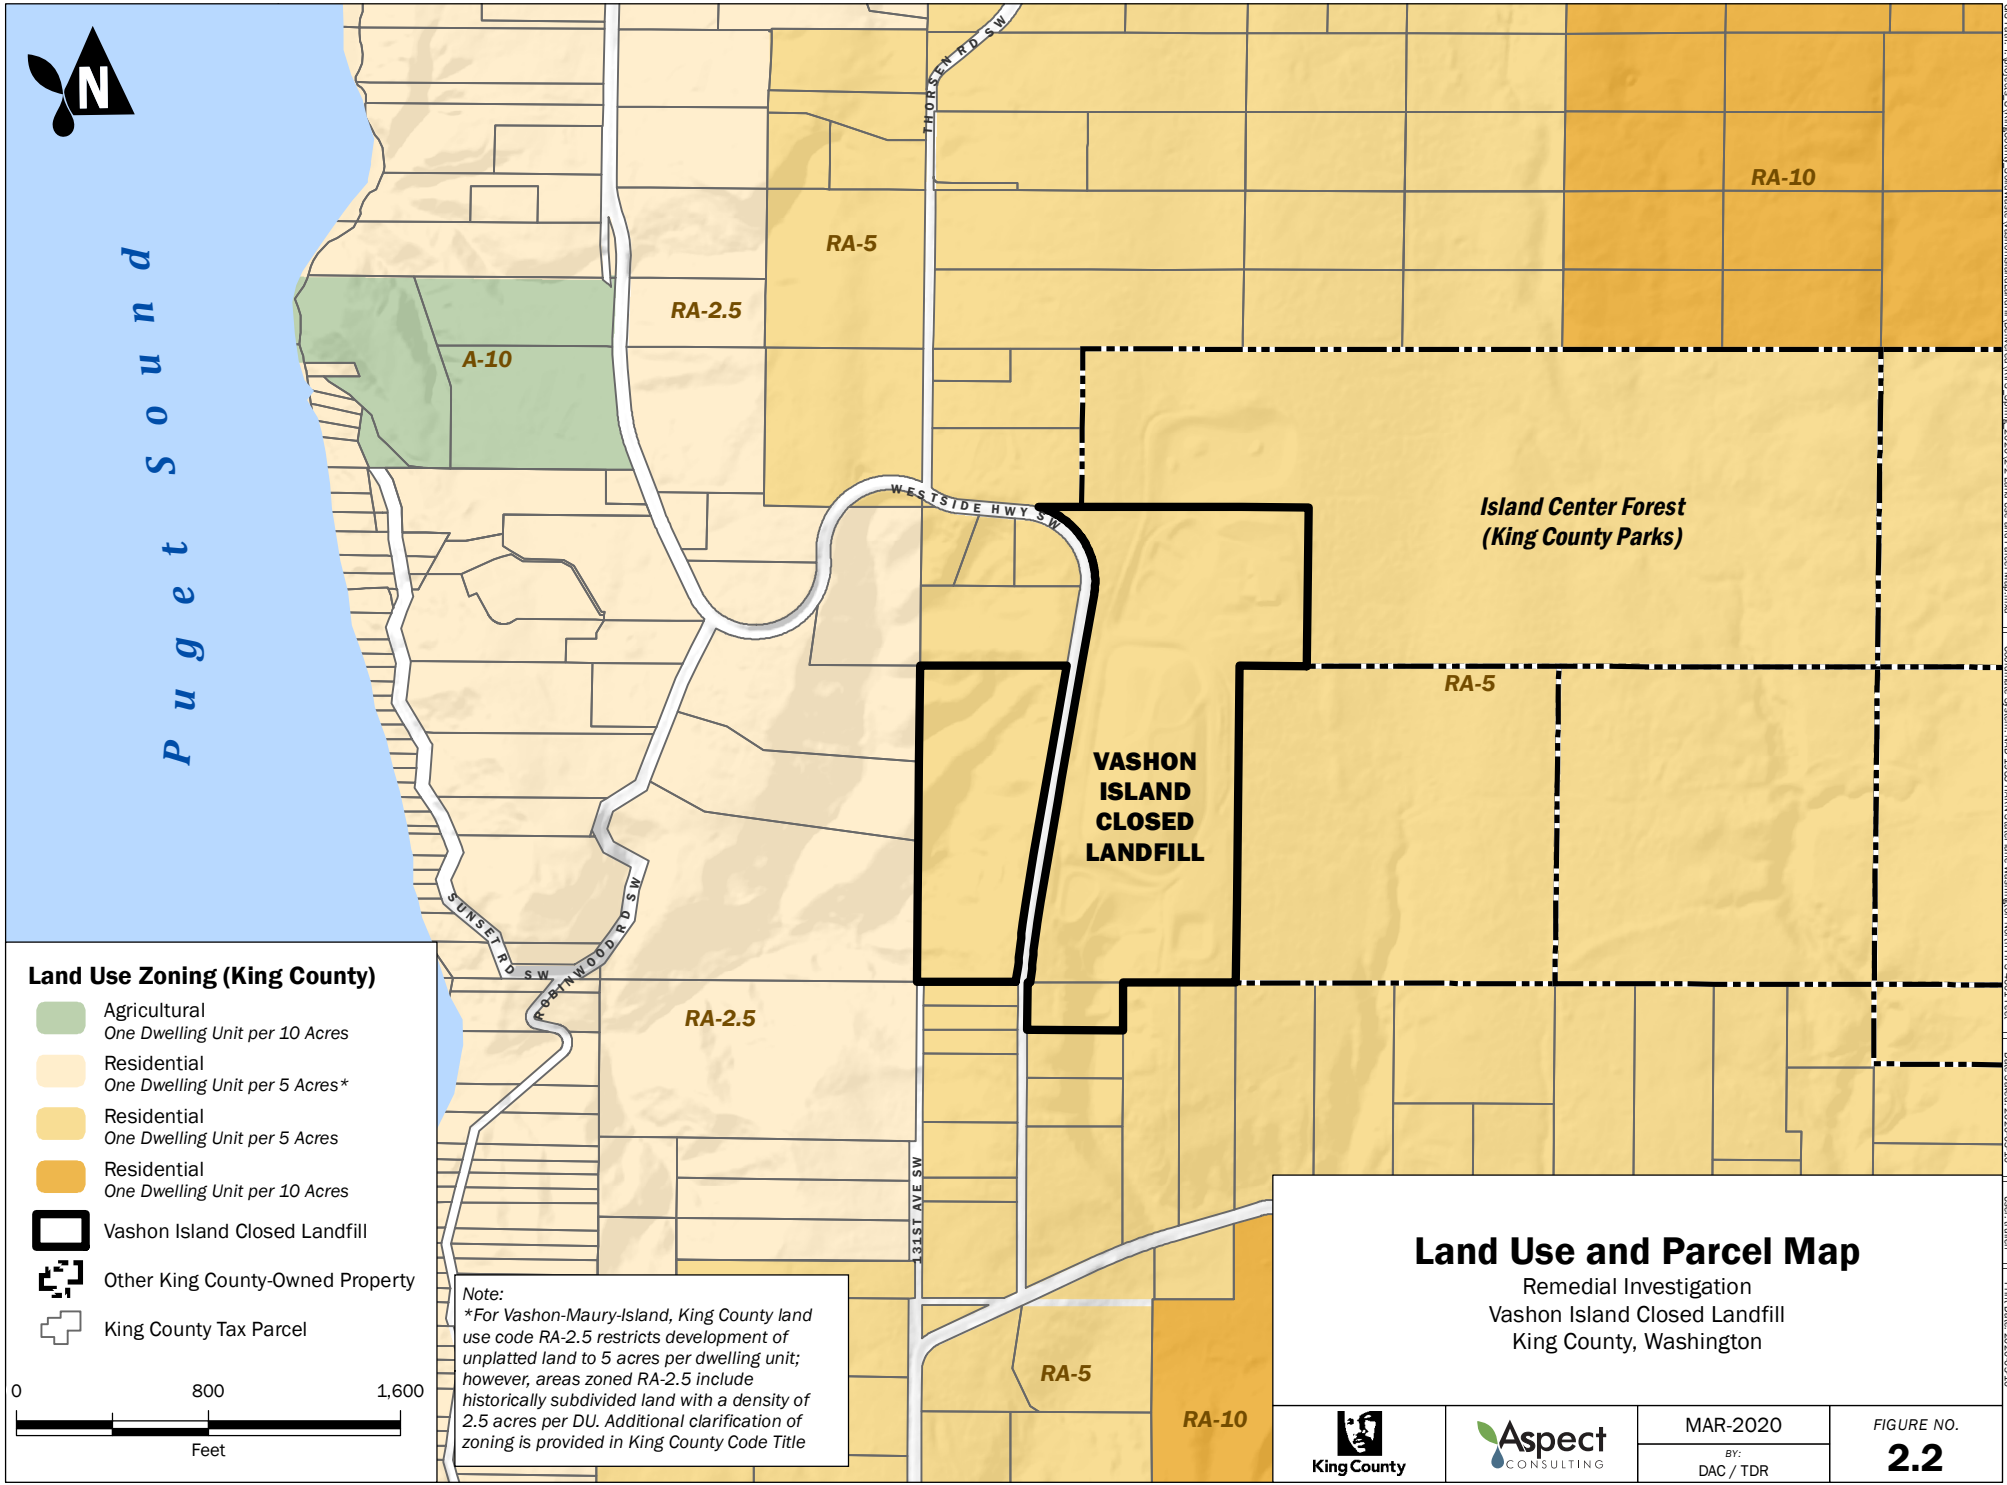 N
THORSEN RD SW
RA-10
RA-5
RA-2.5
A-10
Puget Sound
WESTSIDE HWY SW
Island Center Forest
(King County Parks)
RA-5
VASHON
ISLAND
CLOSED
LANDFILL
SUNSET RD SW
ROBINWOOD RD SW
RA-2.5
131ST AVE SW
RA-5
RA-10
Land Use Zoning (King County)
Agricultural
One Dwelling Unit per 10 Acres
Residential
One Dwelling Unit per 5 Acres*
Residential
One Dwelling Unit per 5 Acres
Residential
One Dwelling Unit per 10 Acres
Vashon Island Closed Landfill
Other King County-Owned Property
King County Tax Parcel
0 800 1,600
Feet
Note:
*For Vashon-Maury-Island, King County land
use code RA-2.5 restricts development of
unplatted land to 5 acres per dwelling unit;
however, areas zoned RA-2.5 include
historically subdivided land with a density of
2.5 acres per DU. Additional clarification of
zoning is provided in King County Code Title
Land Use and Parcel Map
Remedial Investigation
Vashon Island Closed Landfill
King County, Washington
King County
Aspect
CONSULTING
MAR-2020
BY:
DAC / TDR
FIGURE NO.
2.2